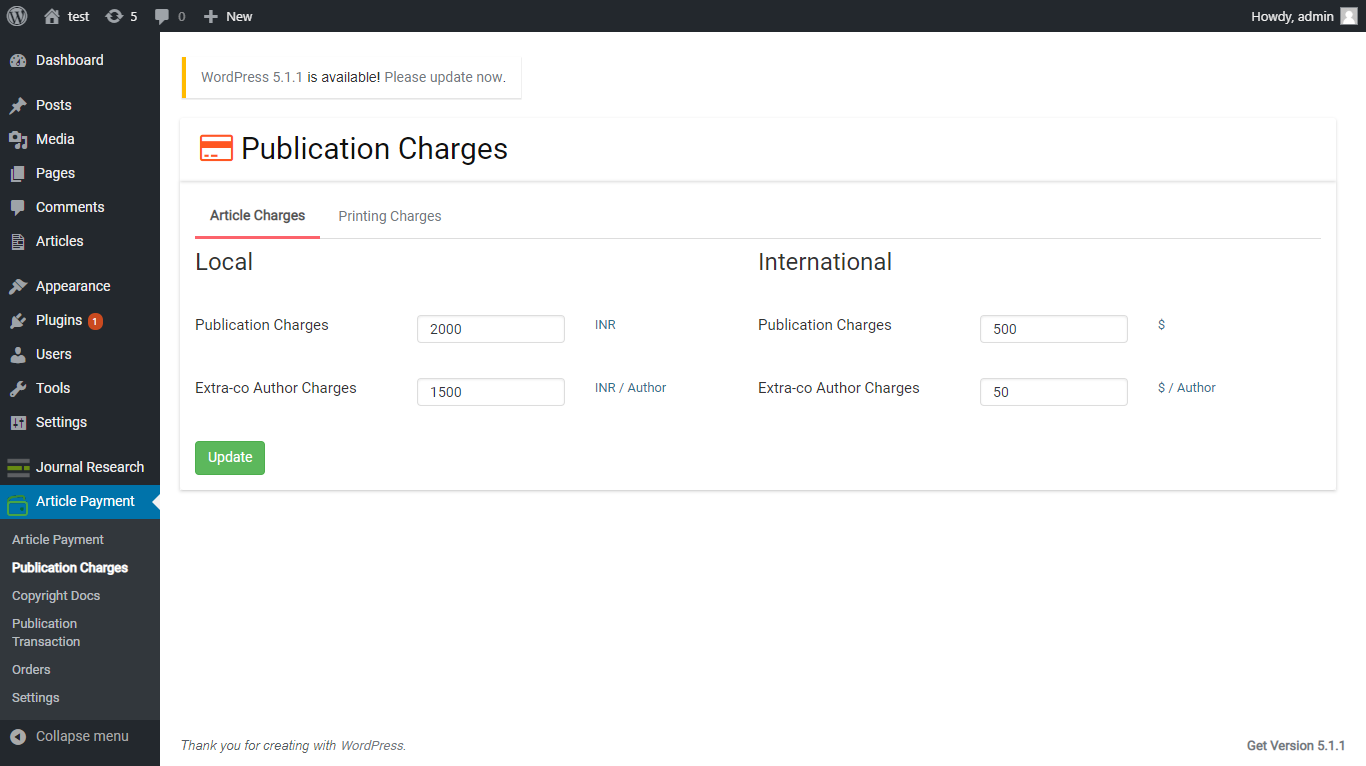 test 5 0 New Howdy, admin
Dashboard
Posts
Media
Pages
Comments
Articles
Appearance
Plugins 1
Users
Tools
Settings
Journal Research
Article Payment
Article Payment
Publication Charges
Copyright Docs
Publication
Transaction
Orders
Settings
Collapse menu
WordPress 5.1.1 is available! Please update now.
Publication Charges
Article Charges Printing Charges
Local International
Publication Charges 2000 INR Publication Charges 500 $
Extra-co Author Charges 1500 INR / Author Extra-co Author Charges 50 $ / Author
Update
Thank you for creating with WordPress. Get Version 5.1.1